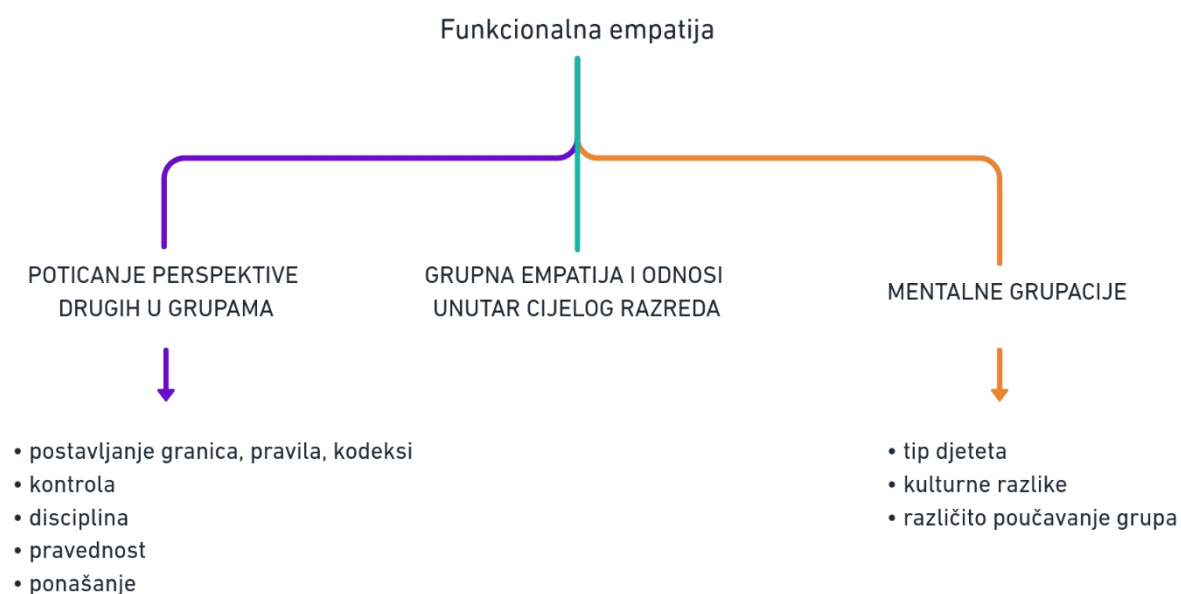 Funkcionalna empatija
POTICANJE PERSPEKTIVE
DRUGIH U GRUPAMA
GRUPNA EMPATIJA I ODNOSI
UNUTAR CIJELOG RAZREDA
MENTALNE GRUPACIJE
• postavljanje granica, pravila, kodeksi
• kontrola
• disciplina
• pravednost
• ponašanje
• tip djeteta
• kulturne razlike
• različito poučavanje grupa